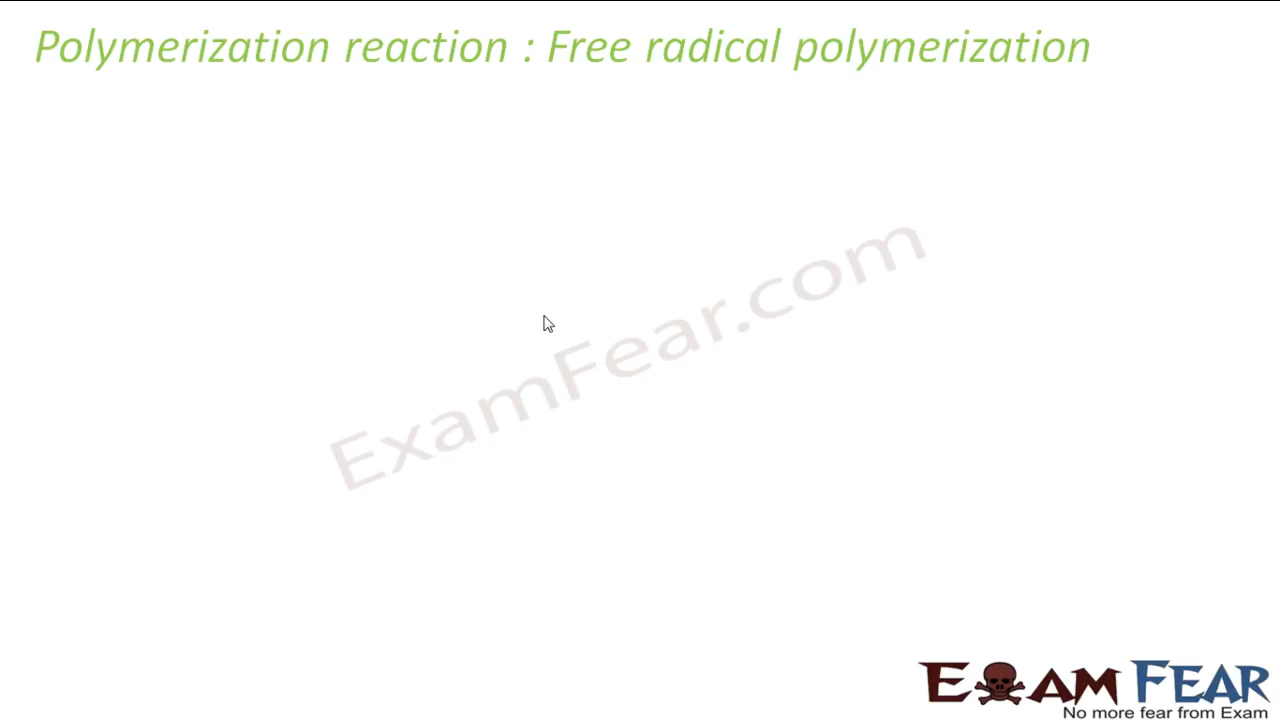 Polymerization reaction : Free radical polymerization
ExamFear.com
EXAM FEAR
No more fear from Exam